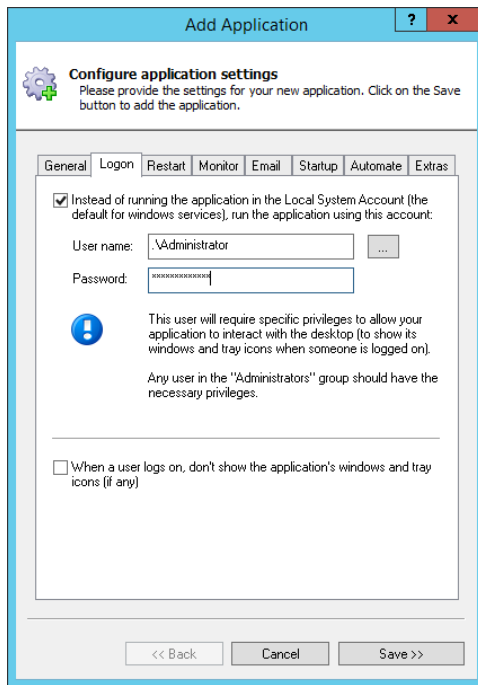 Add Application
? x
Configure application settings
Please provide the settings for your new application. Click on the Save
button to add the application.
General Logon Restart Monitor Email Startup Automate Extras
Instead of running the application in the Local System Account (the
default for windows services), run the application using this account:
User name: .\Administrator ...
Password: *************
This user will require specific privileges to allow your
application to interact with the desktop (to show its
windows and tray icons when someone is logged on).
Any user in the "Administrators" group should have the
necessary privileges.
When a user logs on, don't show the application's windows and tray
icons (if any)
<< Back Cancel Save >>